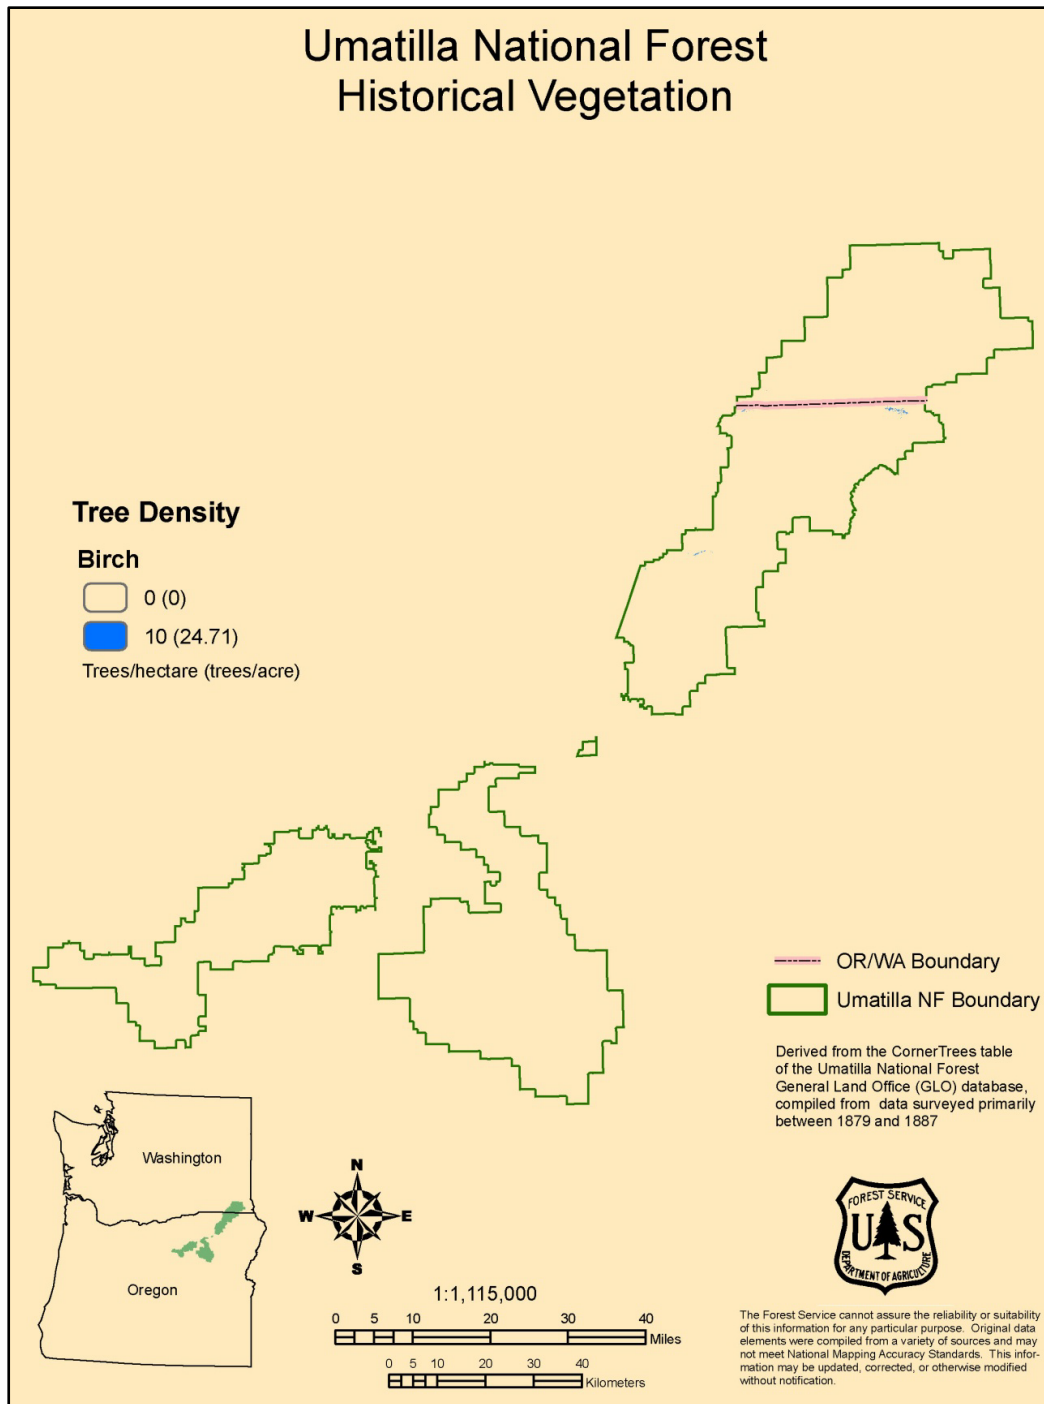 Umatilla National Forest
Historical Vegetation
Tree Density
Birch
0 (0)
10 (24.71)
Trees/hectare (trees/acre)
OR/WA Boundary
Umatilla NF Boundary
Derived from the CornerTrees table
of the Umatilla National Forest
General Land Office (GLO) database,
compiled from data surveyed primarily
between 1879 and 1887
Washington
Oregon
N
W E
S
1:1,115,000
0 5 10 20 30 40
Miles
0 5 10 20 30 40
Kilometers
FOREST SERVICE
U S
DEPARTMENT OF AGRICULTURE
The Forest Service cannot assure the reliability or suitability
of this information for any particular purpose. Original data
elements were compiled from a variety of sources and may
not meet National Mapping Accuracy Standards. This infor-
mation may be updated, corrected, or otherwise modified
without notification.